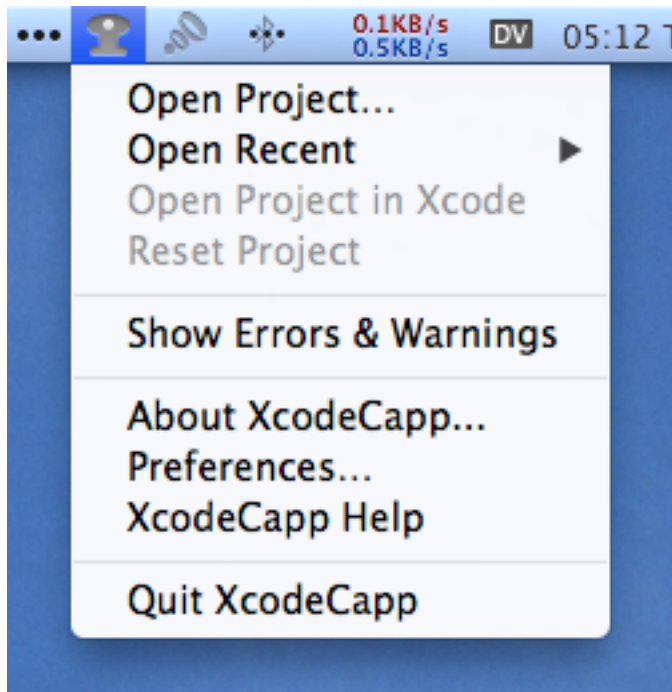 0.1KB/s
0.5KB/s
DV
05:12
Open Project...
Open Recent
Open Project in Xcode
Reset Project
Show Errors & Warnings
About XcodeCapp...
Preferences...
XcodeCapp Help
Quit XcodeCapp